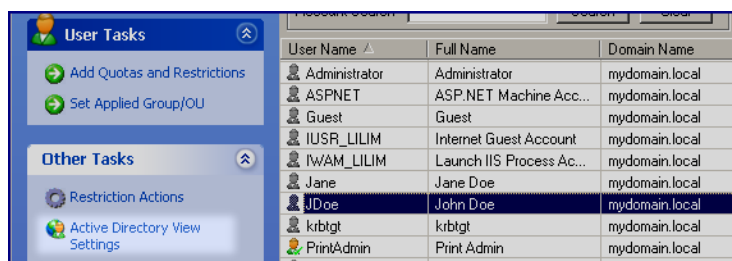 Account Search Search Clear
User Tasks
Add Quotas and Restrictions
Set Applied Group/OU
Other Tasks
Restriction Actions
Active Directory View
Settings
User Name Full Name Domain Name
Administrator Administrator mydomain.local
ASPNET ASP.NET Machine Acc... mydomain.local
Guest Guest mydomain.local
IUSR_LILIM Internet Guest Account mydomain.local
IWAM_LILIM Launch IIS Process Ac... mydomain.local
Jane Jane Doe mydomain.local
JDoe John Doe mydomain.local
krbtgt krbtgt mydomain.local
PrintAdmin Print Admin mydomain.local